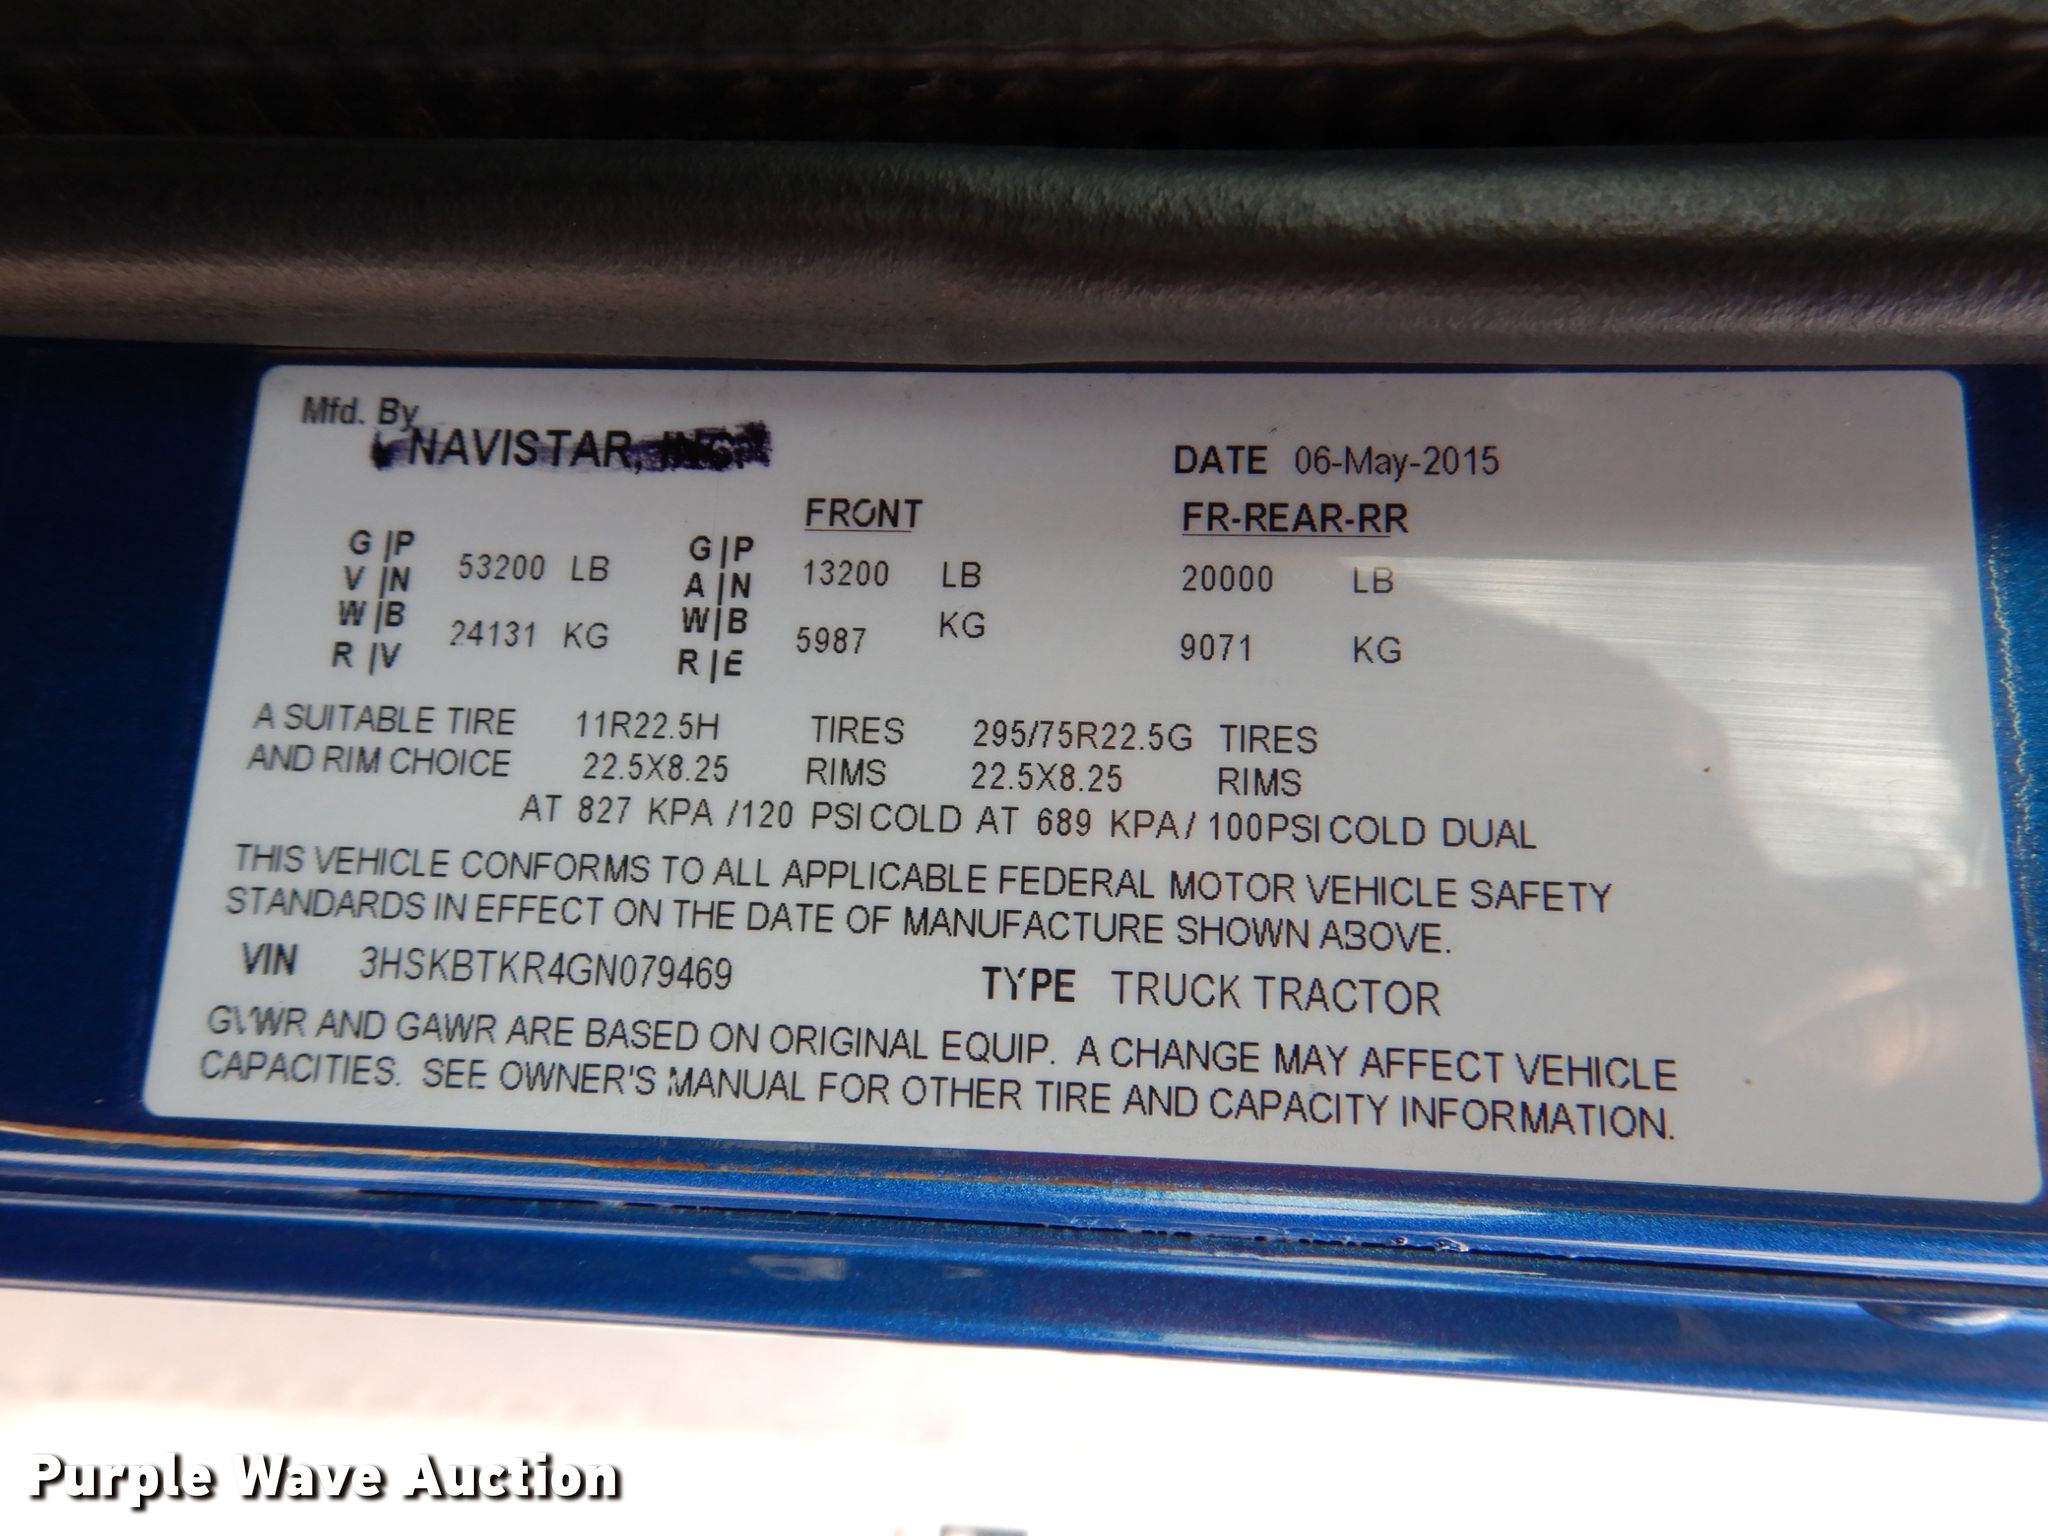 Mfd. By
NAVISTAR, INC.
DATE 06-May-2015
FRONT FR-REAR-RR
G|P
V|N 53200 LB
W|B 24131 KG
R|V
G|P 13200 LB 20000 LB
A|N
W|B 5987 KG 9071 KG
R|E
A SUITABLE TIRE 11R22.5H TIRES 295/75R22.5G TIRES
AND RIM CHOICE 22.5X8.25 RIMS 22.5X8.25 RIMS
AT 827 KPA /120 PSI COLD AT 689 KPA/ 100PSI COLD DUAL
THIS VEHICLE CONFORMS TO ALL APPLICABLE FEDERAL MOTOR VEHICLE SAFETY
STANDARDS IN EFFECT ON THE DATE OF MANUFACTURE SHOWN ABOVE.
VIN 3HSKBTKR4GN079469 TYPE TRUCK TRACTOR
GVWR AND GAWR ARE BASED ON ORIGINAL EQUIP. A CHANGE MAY AFFECT VEHICLE
CAPACITIES. SEE OWNER'S MANUAL FOR OTHER TIRE AND CAPACITY INFORMATION.
Purple Wave Auction